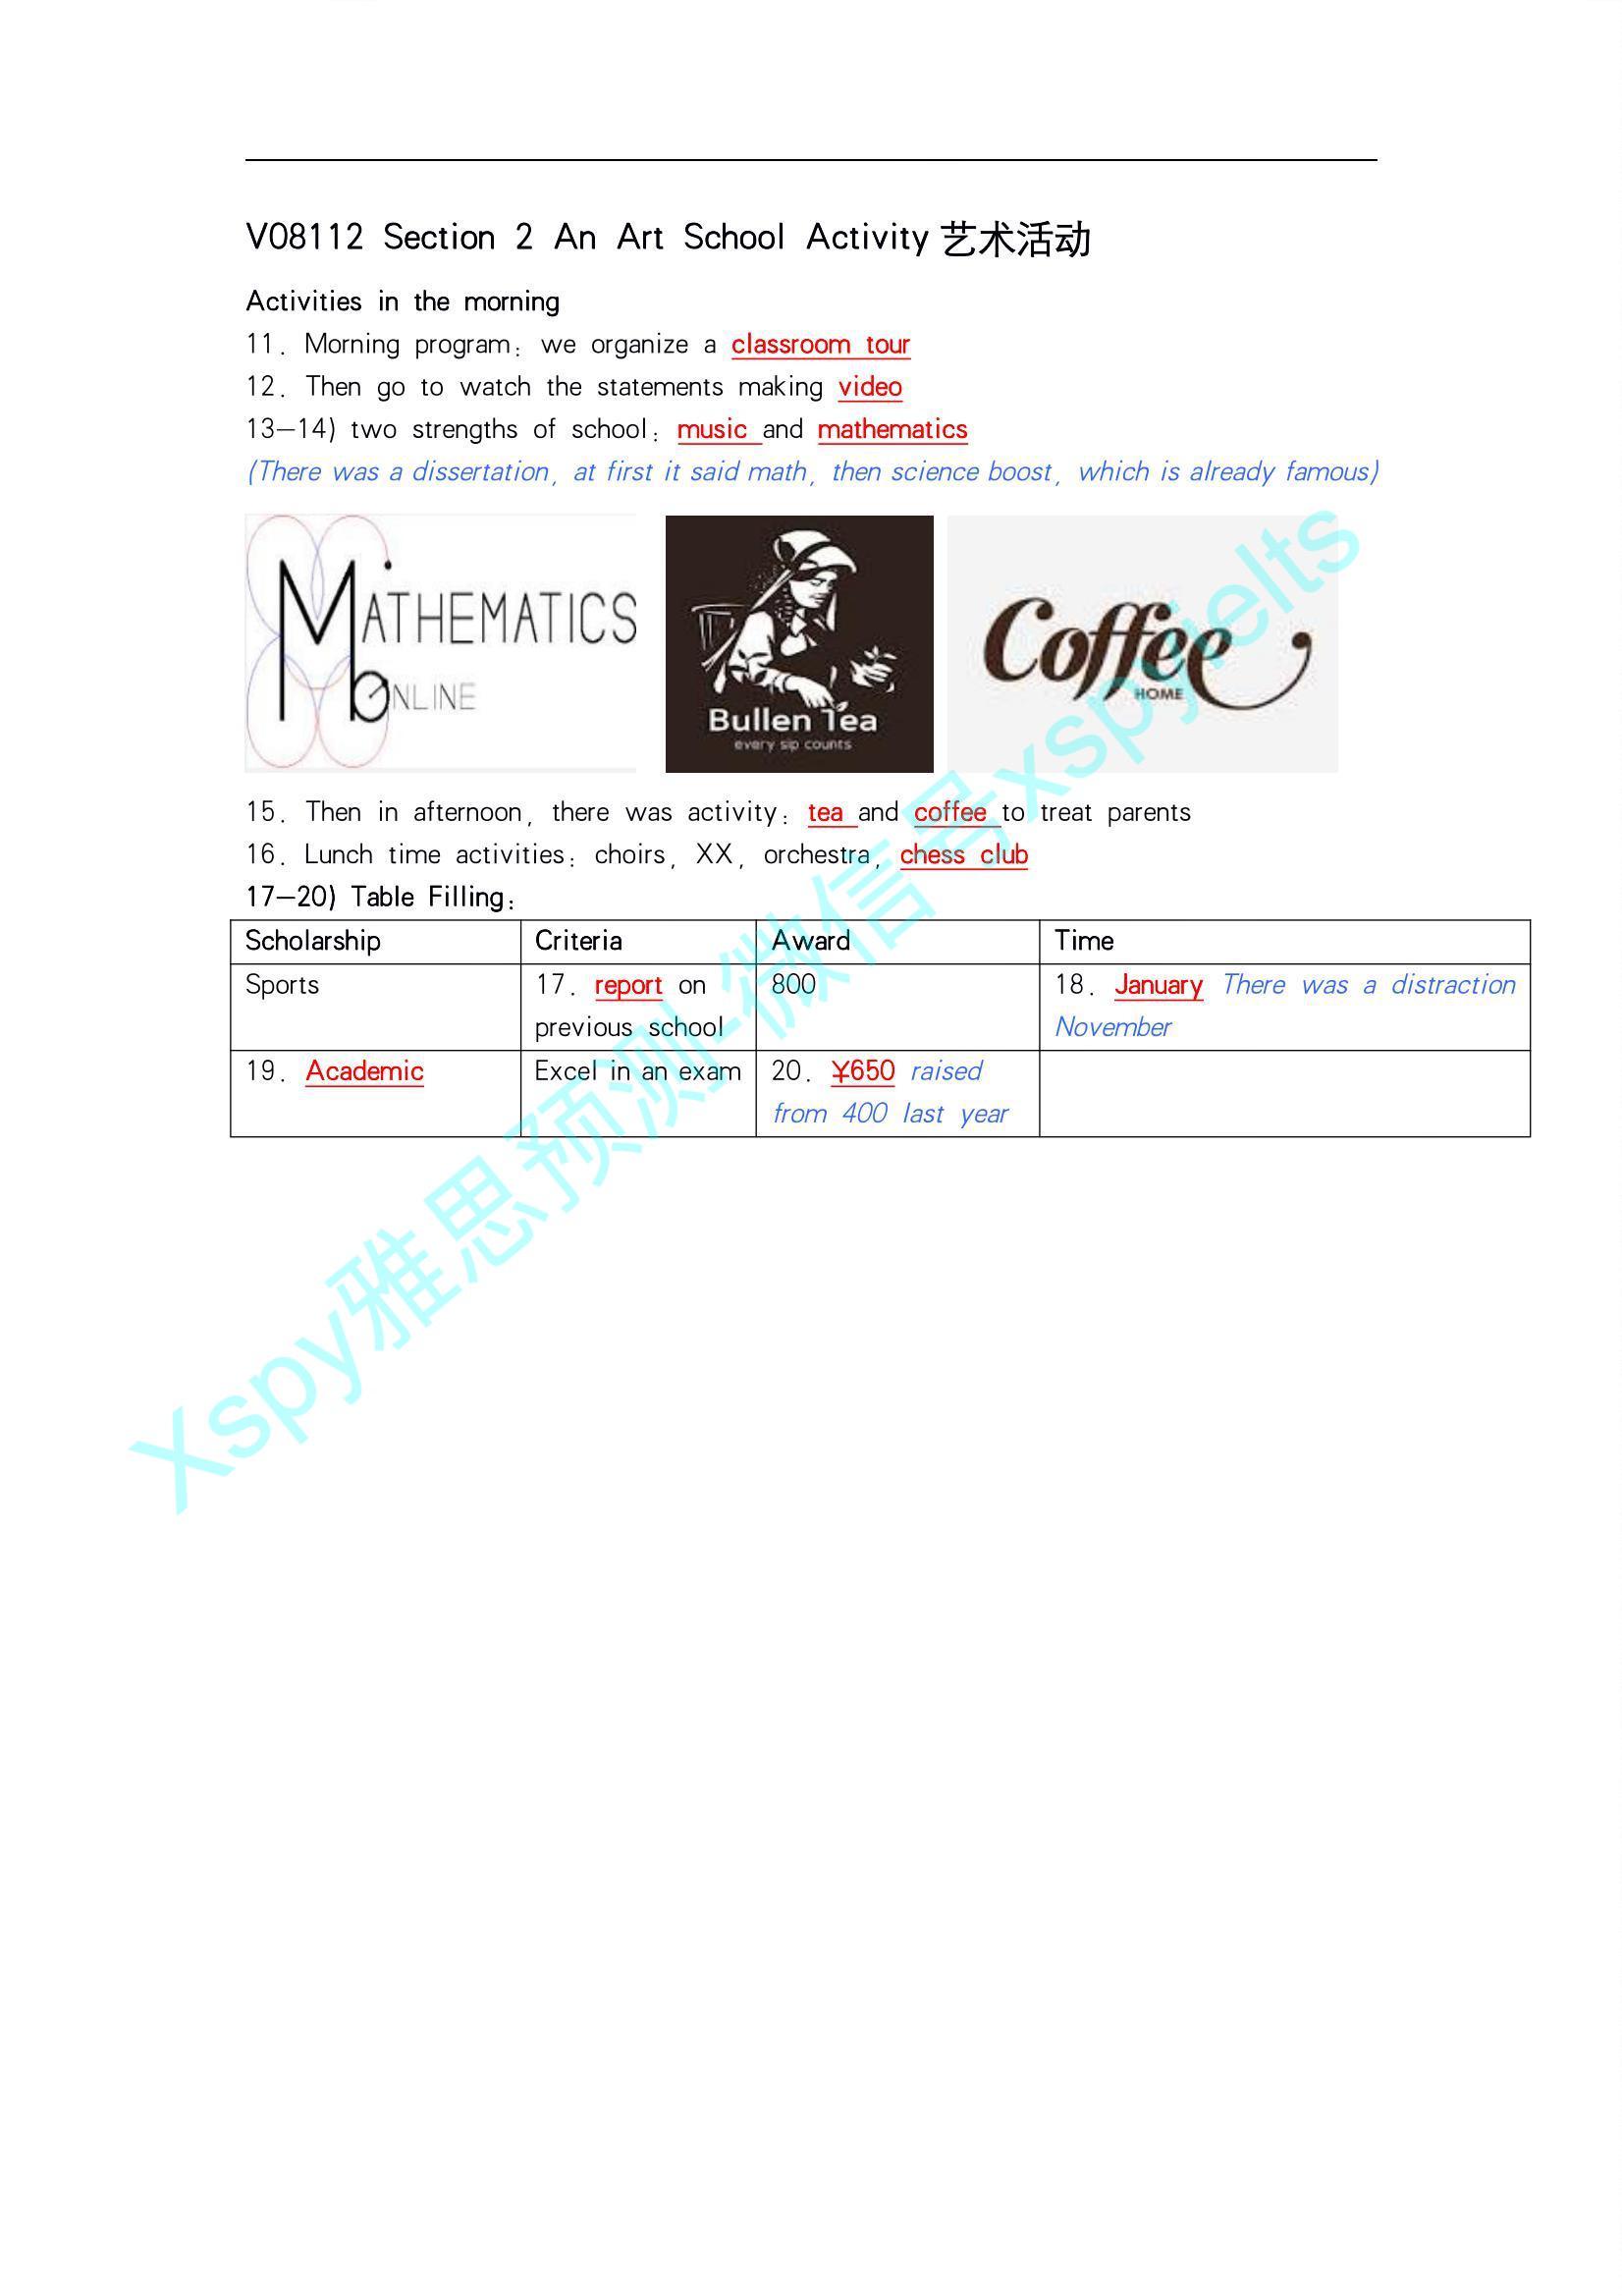 V08112 Section 2 An Art School Activity 艺术活动
Activities in the morning
11. Morning program: we organize a classroom tour
12. Then go to watch the statements making video
13-14) two strengths of school: music and mathematics
(There was a dissertation, at first it said math, then science boost, which is already famous)
MATHEMATICS
ONLINE
Bullen Tea
every sip counts
Coffee
HOME
15. Then in afternoon, there was activity: tea and coffee to treat parents
16. Lunch time activities: choirs, XX, orchestra, chess club
17-20) Table Filling:
Scholarship Criteria Award Time
Sports 17. report on previous school 800 18. January There was a distraction November
19. Academic Excel in an exam 20. ¥650 raised from 400 last year
Xspy雅思预测-微信号xspyielts